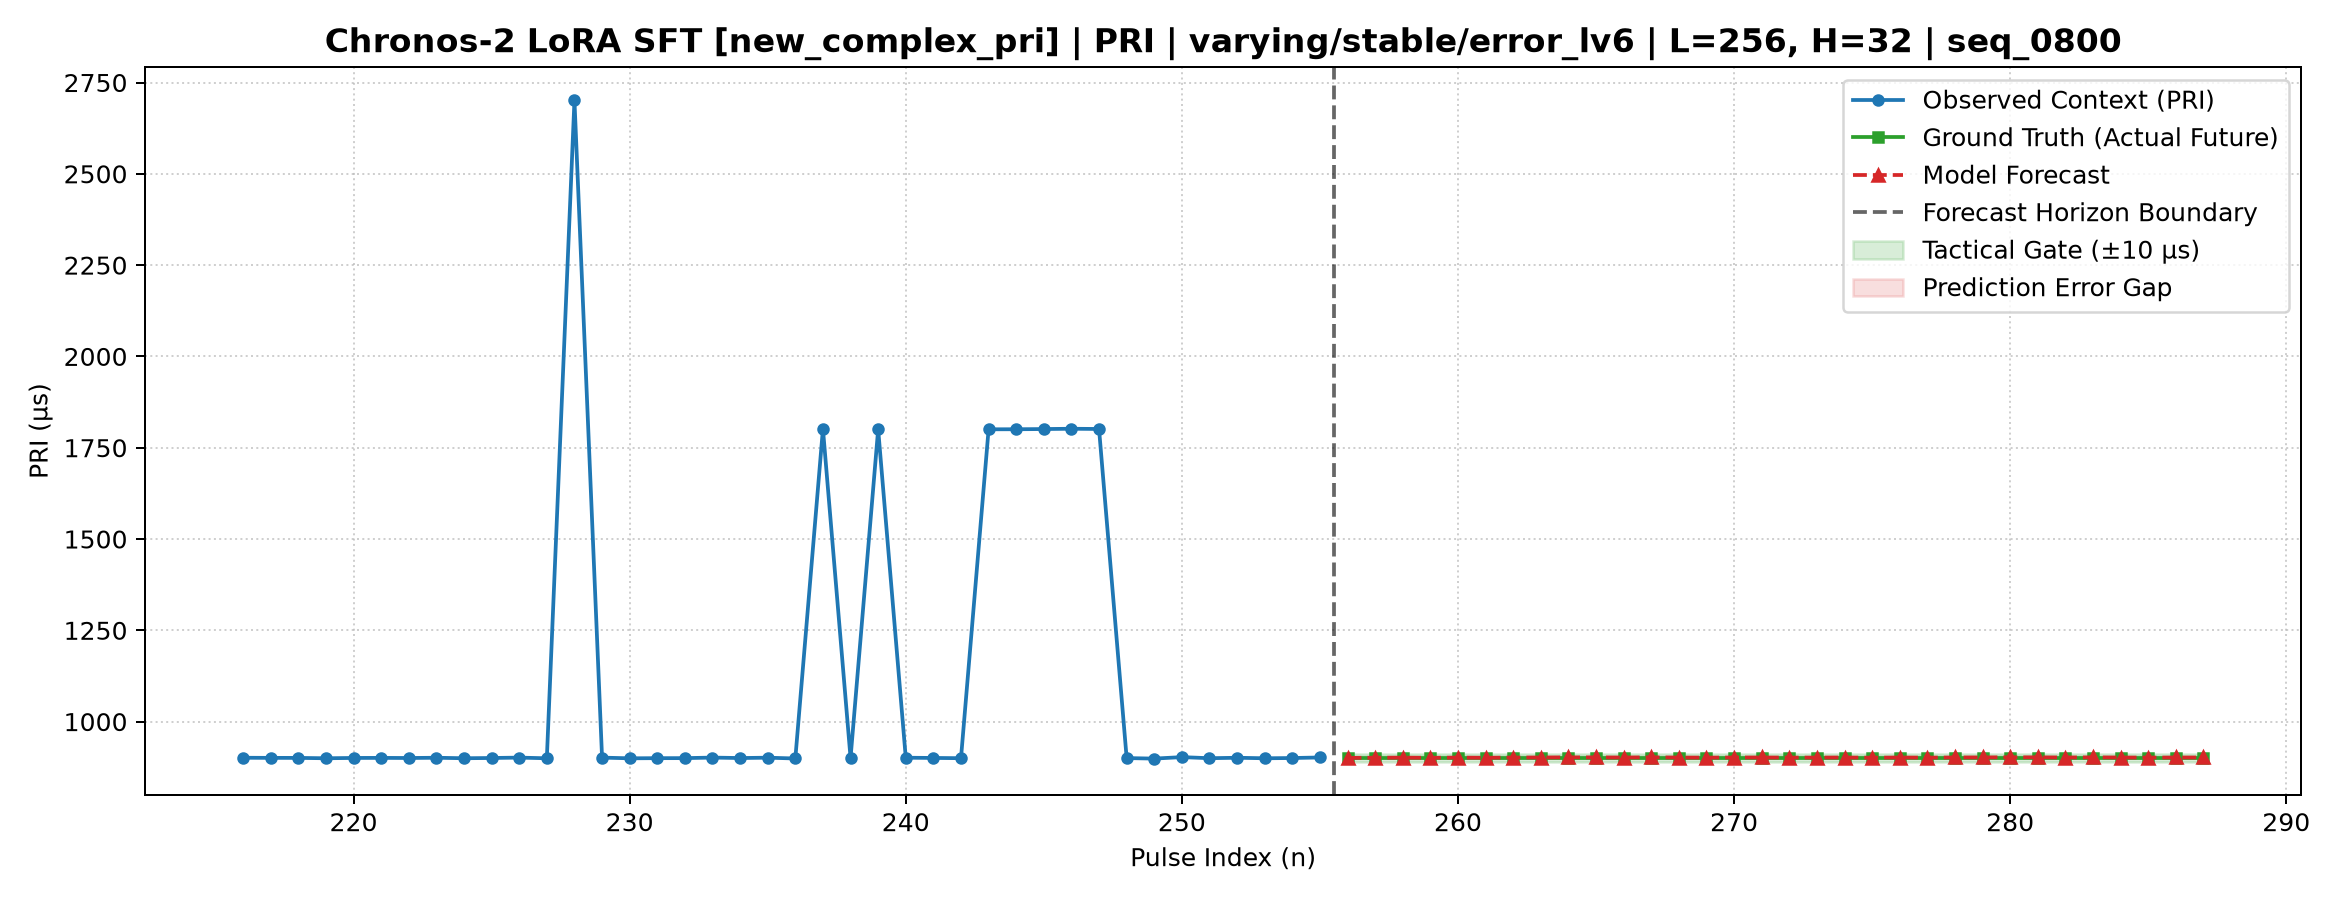 Chronos-2 LoRA SFT [new_complex_pri] | PRI | varying/stable/error_lv6 | L=256, H=32 | seq_0800
PRI (µs)
2750
2500
2250
2000
1750
1500
1250
1000
Observed Context (PRI)
Ground Truth (Actual Future)
Model Forecast
Forecast Horizon Boundary
Tactical Gate (±10 µs)
Prediction Error Gap
220 230 240 250 260 270 280 290
Pulse Index (n)